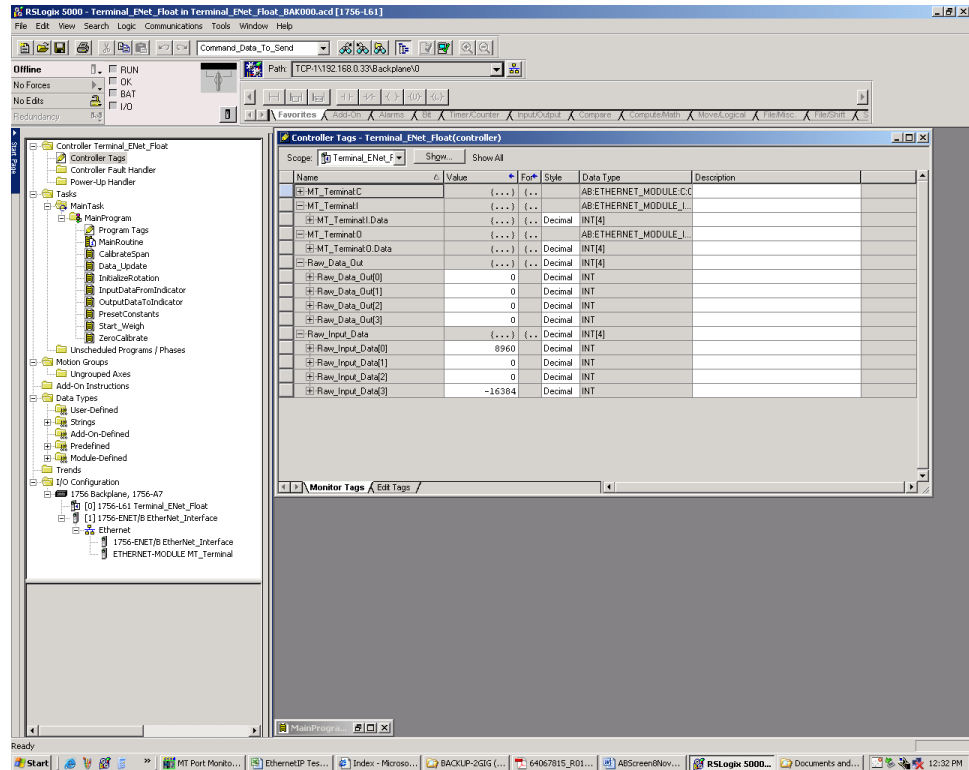 RSLogix 5000 - Terminal_ENet_Float in Terminal_ENet_Float_BAK000.acd [1756-L61]
File Edit View Search Logic Communications Tools Window Help
Command_Data_To_Send
Offline
RUN
Path: TCP-1\192.168.0.33\Backplane\0
No Forces
OK
No Edits
BAT
I/O
Redundancy
Favorites Add-On Alarms Bit Timer/Counter Input/Output Compare Compute/Math Move/Logical File/Misc. File/Shift S
Start Page
Controller Terminal_ENet_Float
Controller Tags
Controller Fault Handler
Power-Up Handler
Tasks
MainTask
MainProgram
Program Tags
MainRoutine
CalibrateSpan
Data_Update
InitializeRotation
InputDataFromIndicator
OutputDataToIndicator
PresetConstants
Start_Weigh
ZeroCalibrate
Unscheduled Programs / Phases
Motion Groups
Ungrouped Axes
Add-On Instructions
Data Types
User-Defined
Strings
Add-On-Defined
Predefined
Module-Defined
Trends
I/O Configuration
1756 Backplane, 1756-A7
[0] 1756-L61 Terminal_ENet_Float
[1] 1756-ENET/B EtherNet_Interface
Ethernet
1756-ENET/B EtherNet_Interface
ETHERNET-MODULE MT_Terminal
Controller Tags - Terminal_ENet_Float(controller)
Scope: Terminal_ENet_F Show... Show All
Name Value For Style Data Type Description
MT_Terminal:C {...} {.. AB:ETHERNET_MODULE:C:0
MT_Terminal:I {...} {.. AB:ETHERNET_MODULE_I...
MT_Terminal:I.Data {...} {.. Decimal INT[4]
MT_Terminal:O {...} {.. AB:ETHERNET_MODULE_I...
MT_Terminal:O.Data {...} {.. Decimal INT[4]
Raw_Data_Out {...} {.. Decimal INT[4]
Raw_Data_Out[0] 0 Decimal INT
Raw_Data_Out[1] 0 Decimal INT
Raw_Data_Out[2] 0 Decimal INT
Raw_Data_Out[3] 0 Decimal INT
Raw_Input_Data {...} {.. Decimal INT[4]
Raw_Input_Data[0] 8960 Decimal INT
Raw_Input_Data[1] 0 Decimal INT
Raw_Input_Data[2] 0 Decimal INT
Raw_Input_Data[3] -16384 Decimal INT
Monitor Tags Edit Tags
MainProgra...
Ready
Start » MT Port Monito... EthernetIP Tes... Index - Microso... BACKUP-2GIG (... 64067815_R01... ABScreen8Nov... RSLogix 5000... Documents and... 12:32 PM